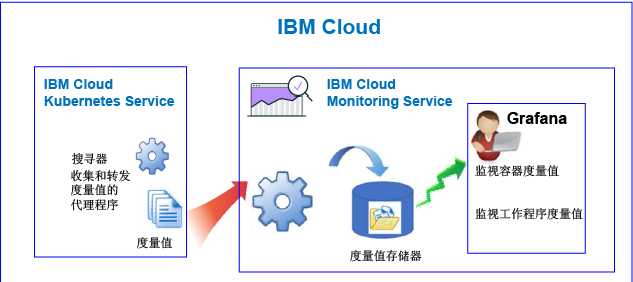 IBM Cloud
IBM Cloud
Kubernetes Service
搜寻器
收集和转发
度量值的
代理程序
度量值
IBM Cloud
Monitoring Service
度量值存储器
Grafana
监视容器度量值
监视工作程序度量值